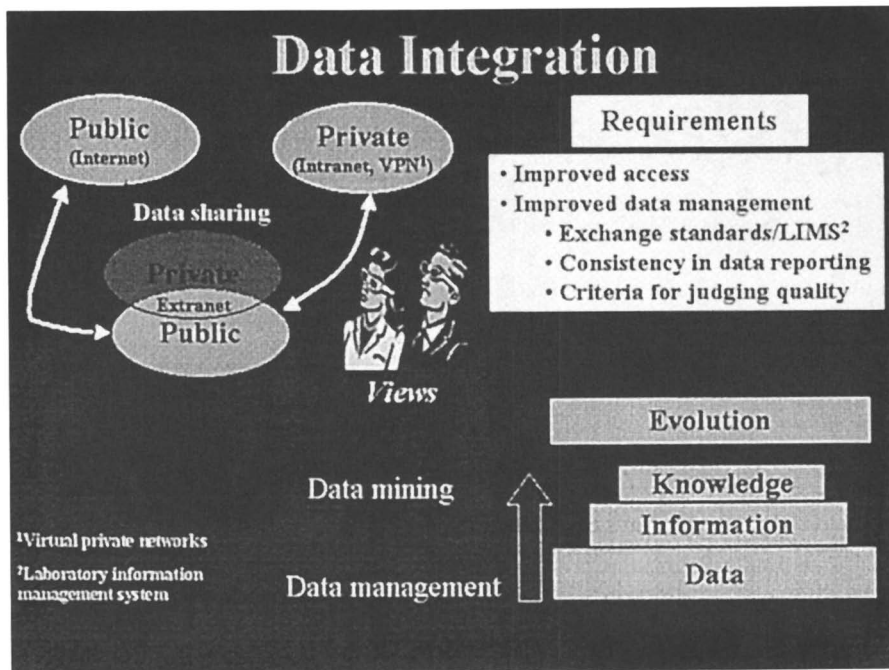 Data Integration
Public
(Internet)
Private
(Intranet, VPN¹)
Data sharing
Private
Extranet
Public
Views
Requirements
• Improved access
• Improved data management
• Exchange standards/LIMS²
• Consistency in data reporting
• Criteria for judging quality
Evolution
Data mining
Knowledge
Information
Data management
Data
¹Virtual private networks
²Laboratory information
management system